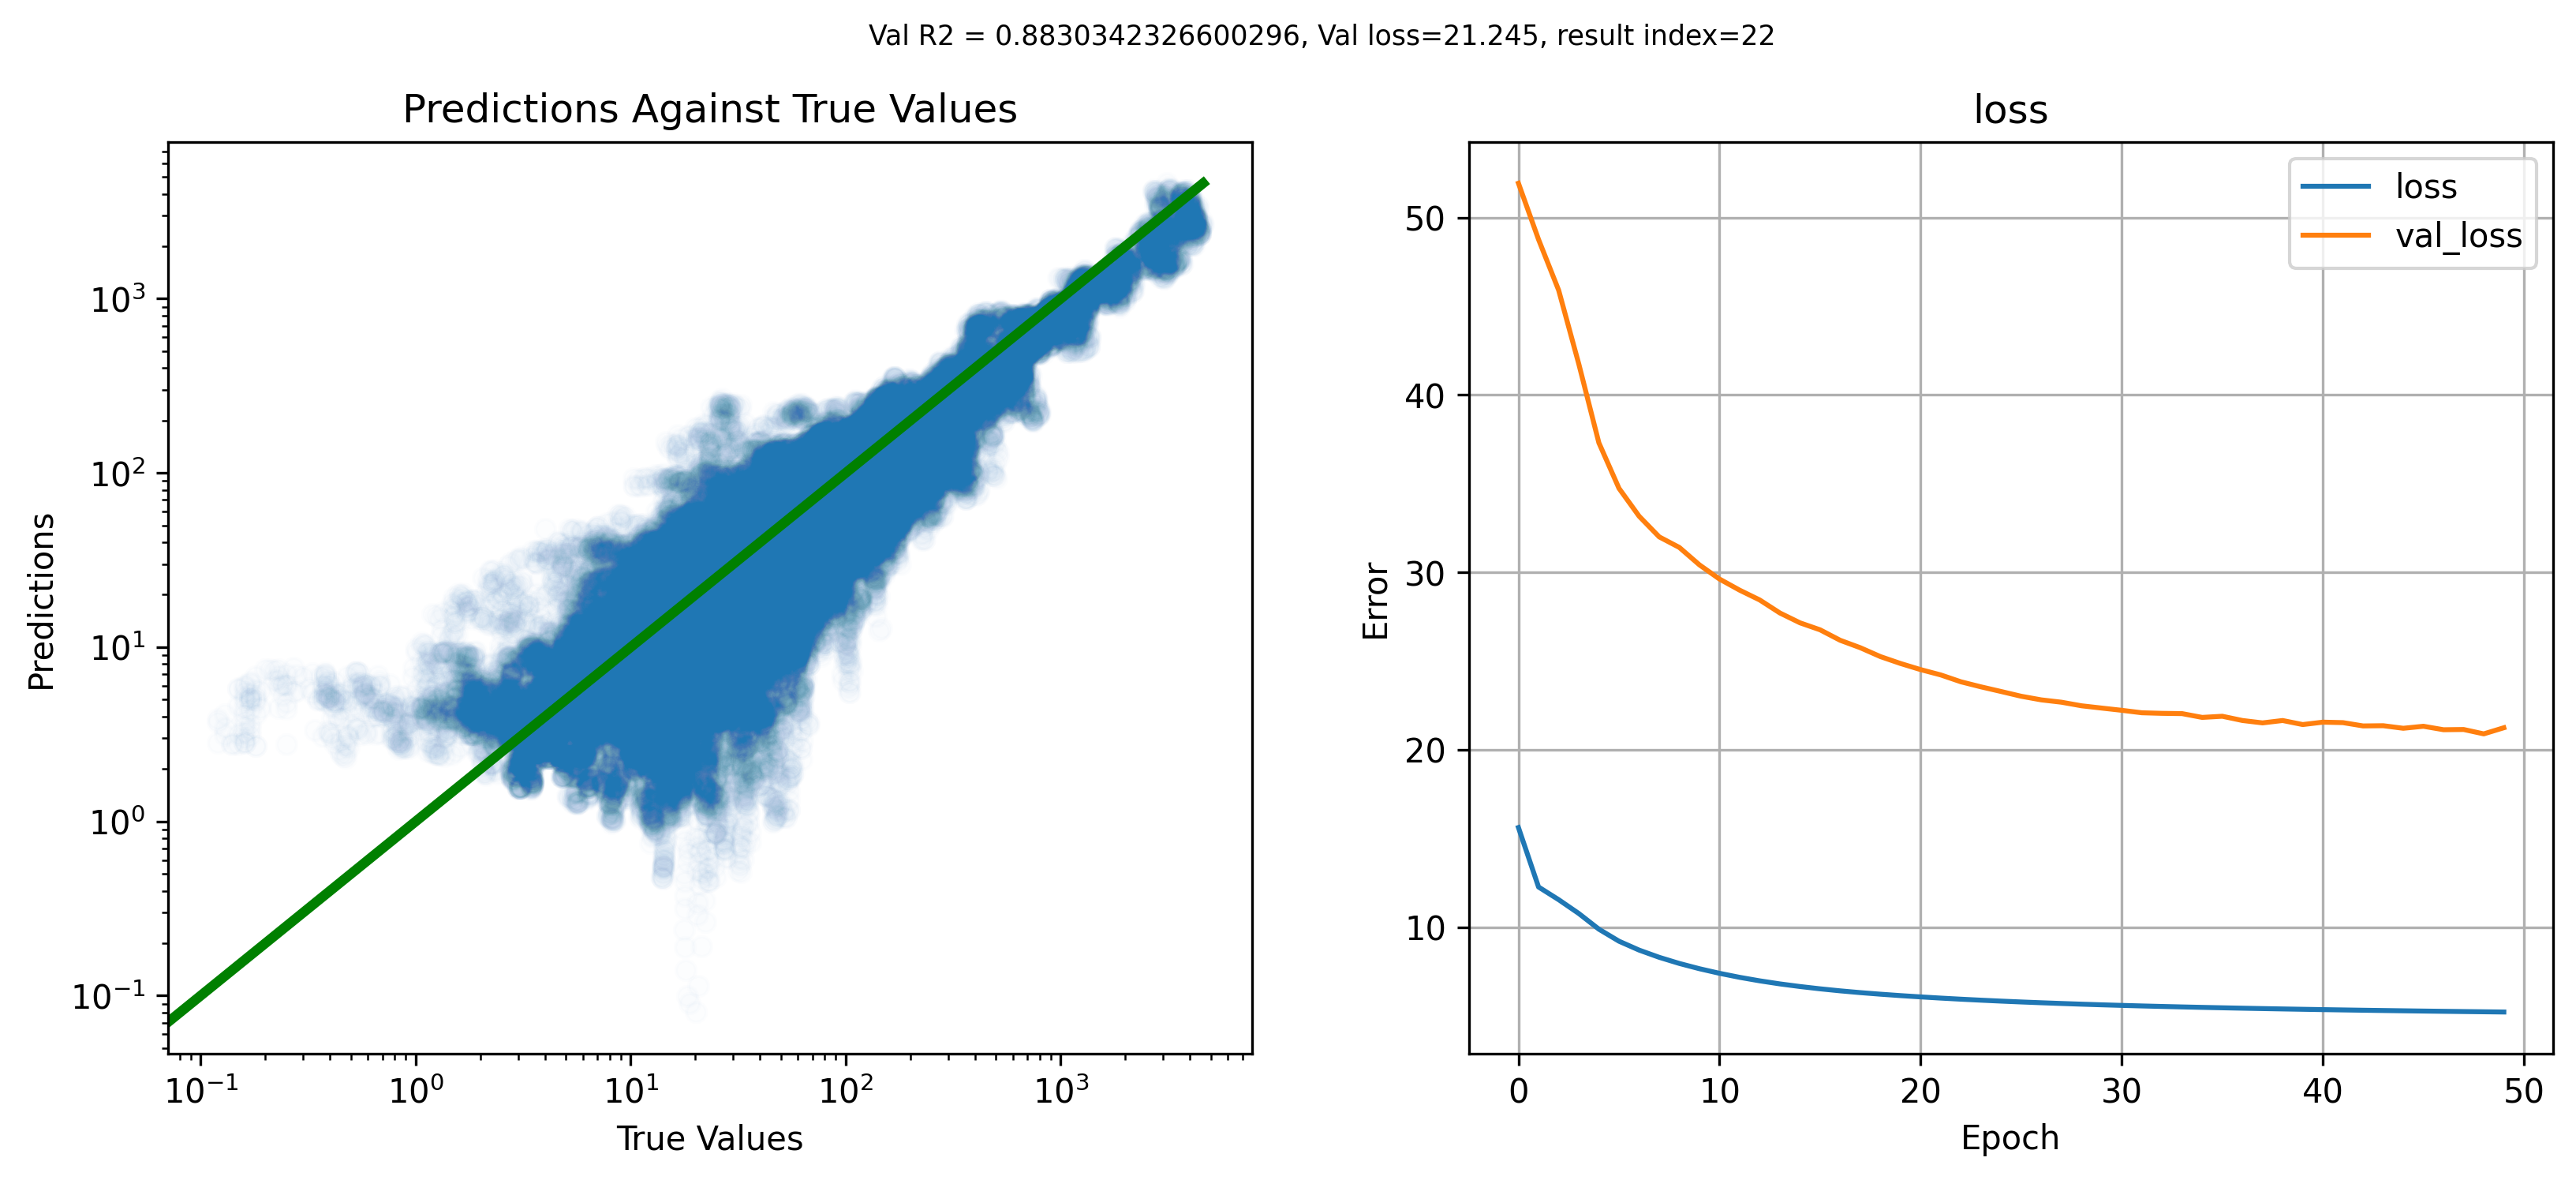 Val R2 = 0.8830342326600296, Val loss=21.245, result index=22
Predictions Against True Values
Predictions
10³
10²
10¹
10⁰
10⁻¹
10⁻¹ 10⁰ 10¹ 10² 10³
True Values
loss
loss
val_loss
Error
50
40
30
20
10
0 10 20 30 40 50
Epoch